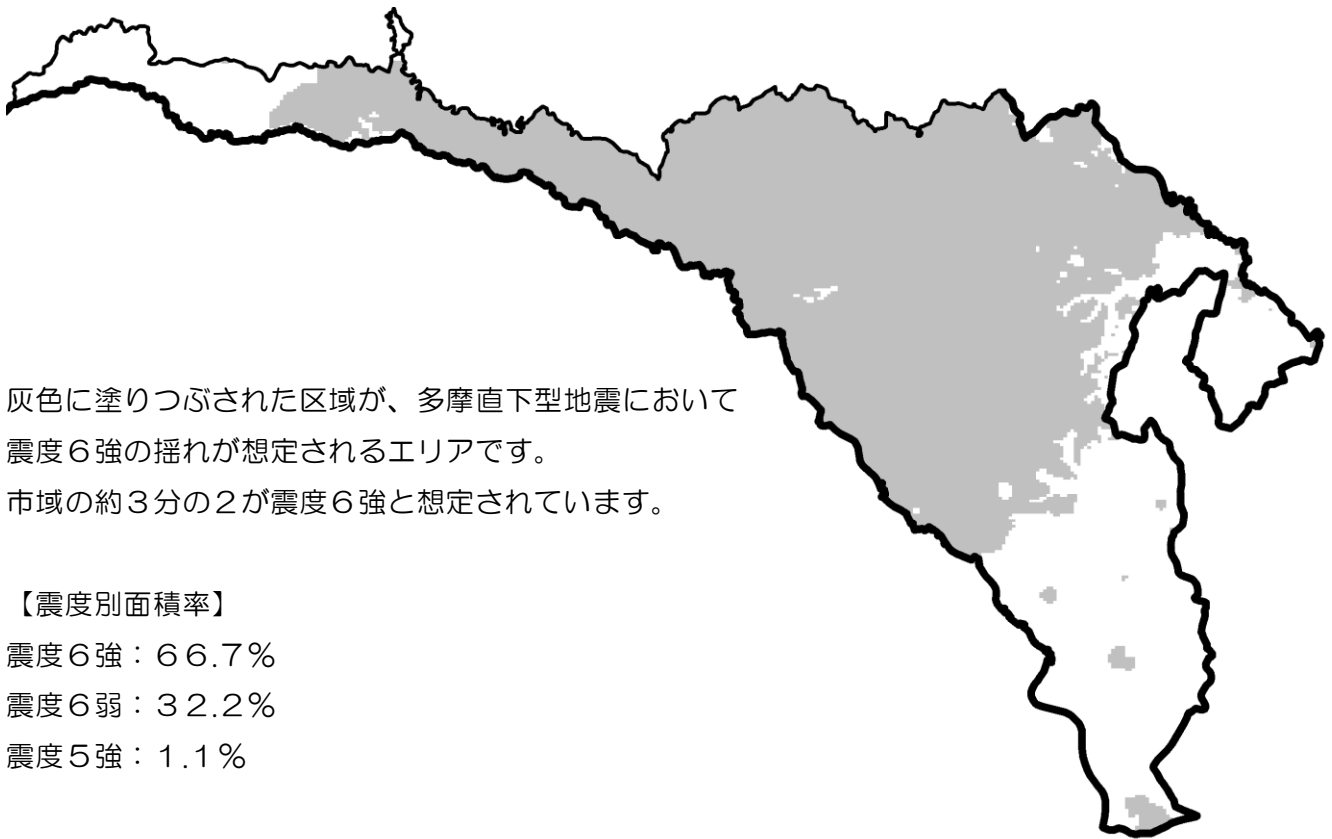 灰色に塗りつぶされた区域が、多摩直下型地震において
震度６強の揺れが想定されるエリアです。
市域の約３分の２が震度６強と想定されています。
【震度別面積率】
震度６強：６６.７％
震度６弱：３２.２％
震度５強：１.１％